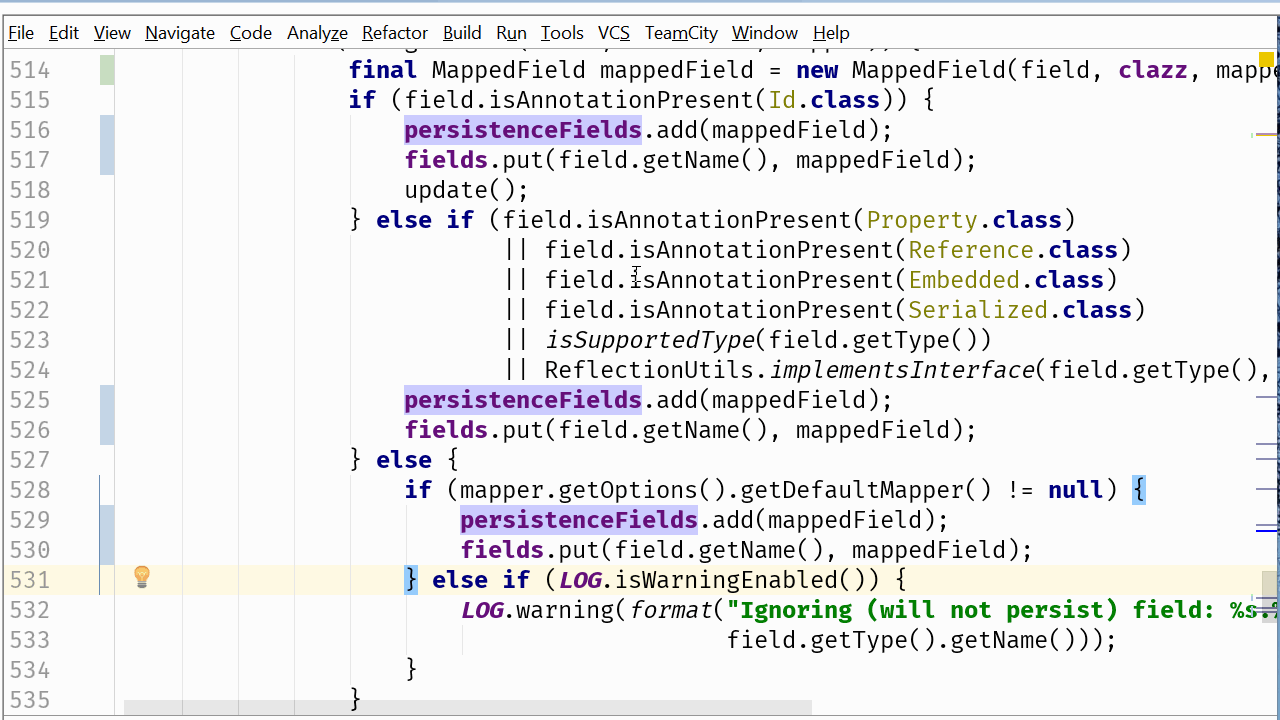 File Edit View Navigate Code Analyze Refactor Build Run Tools VCS TeamCity Window Help
514 final MappedField mappedField = new MappedField(field, clazz, mappe
515 if (field.isAnnotationPresent(Id.class)) {
516 persistenceFields.add(mappedField);
517 fields.put(field.getName(), mappedField);
518 update();
519 } else if (field.isAnnotationPresent(Property.class)
520 || field.isAnnotationPresent(Reference.class)
521 || field.isAnnotationPresent(Embedded.class)
522 || field.isAnnotationPresent(Serialized.class)
523 || isSupportedType(field.getType())
524 || ReflectionUtils.implementsInterface(field.getType(),
525 persistenceFields.add(mappedField);
526 fields.put(field.getName(), mappedField);
527 } else {
528 if (mapper.getOptions().getDefaultMapper() != null) {
529 persistenceFields.add(mappedField);
530 fields.put(field.getName(), mappedField);
531 } else if (LOG.isWarningEnabled()) {
532 LOG.warning(format("Ignoring (will not persist) field: %s.%
533 field.getType().getName()));
534 }
535 }